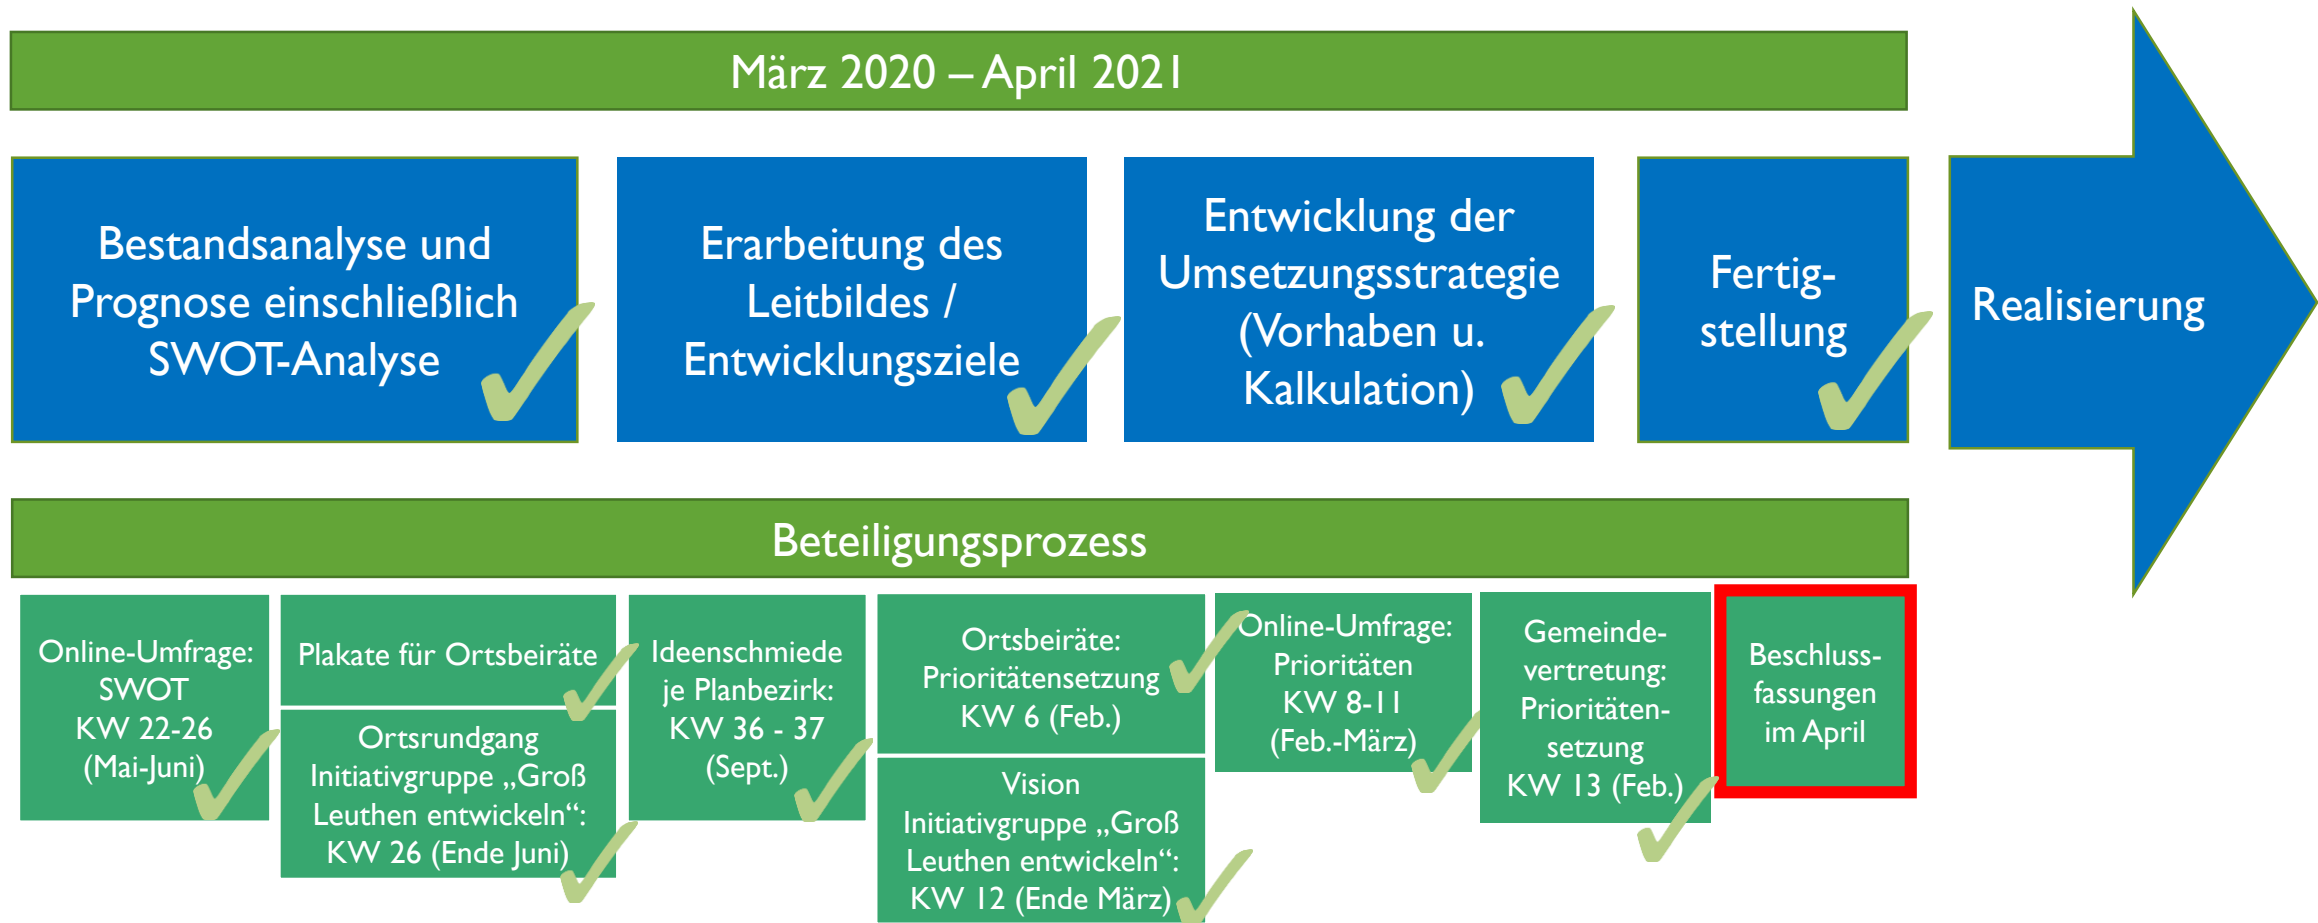 März 2020 – April 2021
Bestandsanalyse und
Prognose einschließlich
SWOT-Analyse
Erarbeitung des
Leitbildes /
Entwicklungsziele
Entwicklung der
Umsetzungsstrategie
(Vorhaben u.
Kalkulation)
Fertig-
stellung
Realisierung
Beteiligungsprozess
Online-Umfrage:
SWOT
KW 22-26
(Mai-Juni)
Plakate für Ortsbeiräte
Ortsrundgang
Initiativgruppe „Groß
Leuthen entwickeln“:
KW 26 (Ende Juni)
Ideenschmiede
je Planbezirk:
KW 36 - 37
(Sept.)
Ortsbeiräte:
Prioritätensetzung
KW 6 (Feb.)
Vision
Initiativgruppe „Groß
Leuthen entwickeln“:
KW 12 (Ende März)
Online-Umfrage:
Prioritäten
KW 8-11
(Feb.-März)
Gemeinde-
vertretung:
Prioritäten-
setzung
KW 13 (Feb.)
Beschluss-
fassungen
im April